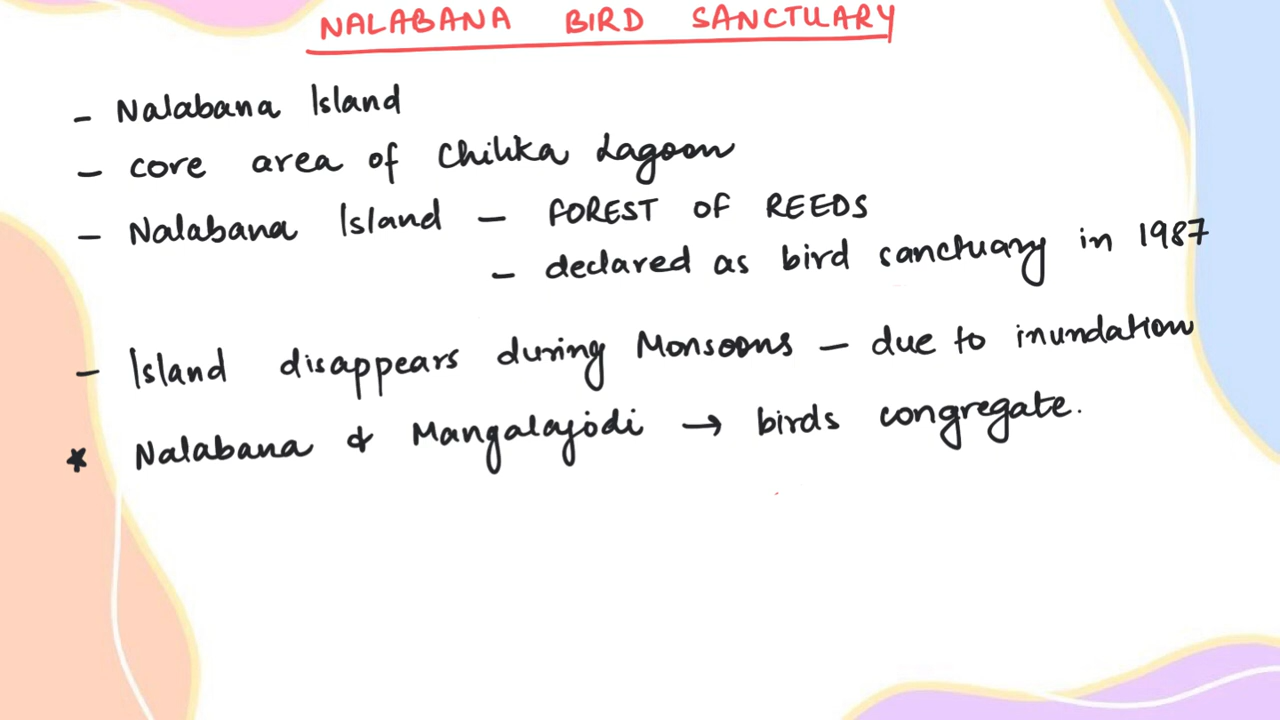 NALABANA BIRD SANCTUARY
- Nalabana Island
- core area of Chilika Lagoon
- Nalabana Island - FOREST OF REEDS
- declared as bird sanctuary in 1987
- Island disappears during Monsoons - due to inundation
* Nalabana & Mangalajodi → birds congregate.